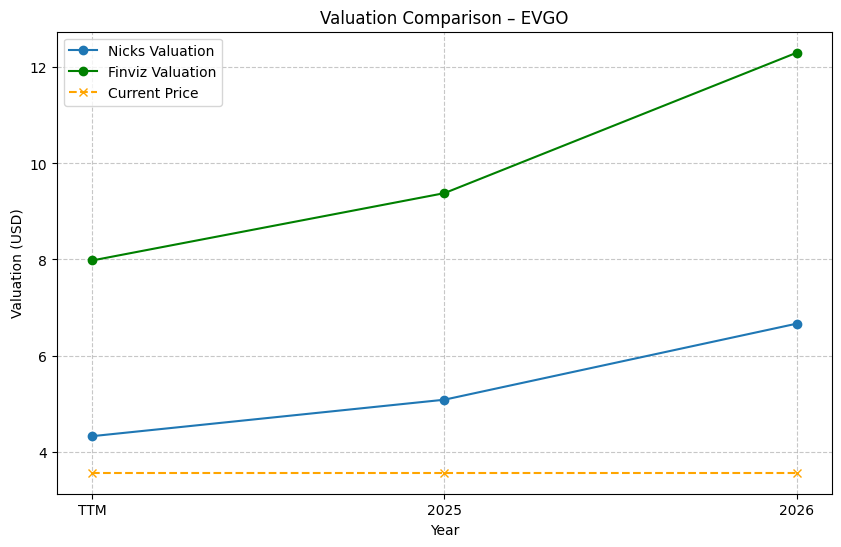 Valuation Comparison – EVGO
Nicks Valuation
Finviz Valuation
Current Price
Valuation (USD)
12
10
8
6
4
TTM
2025
2026
Year